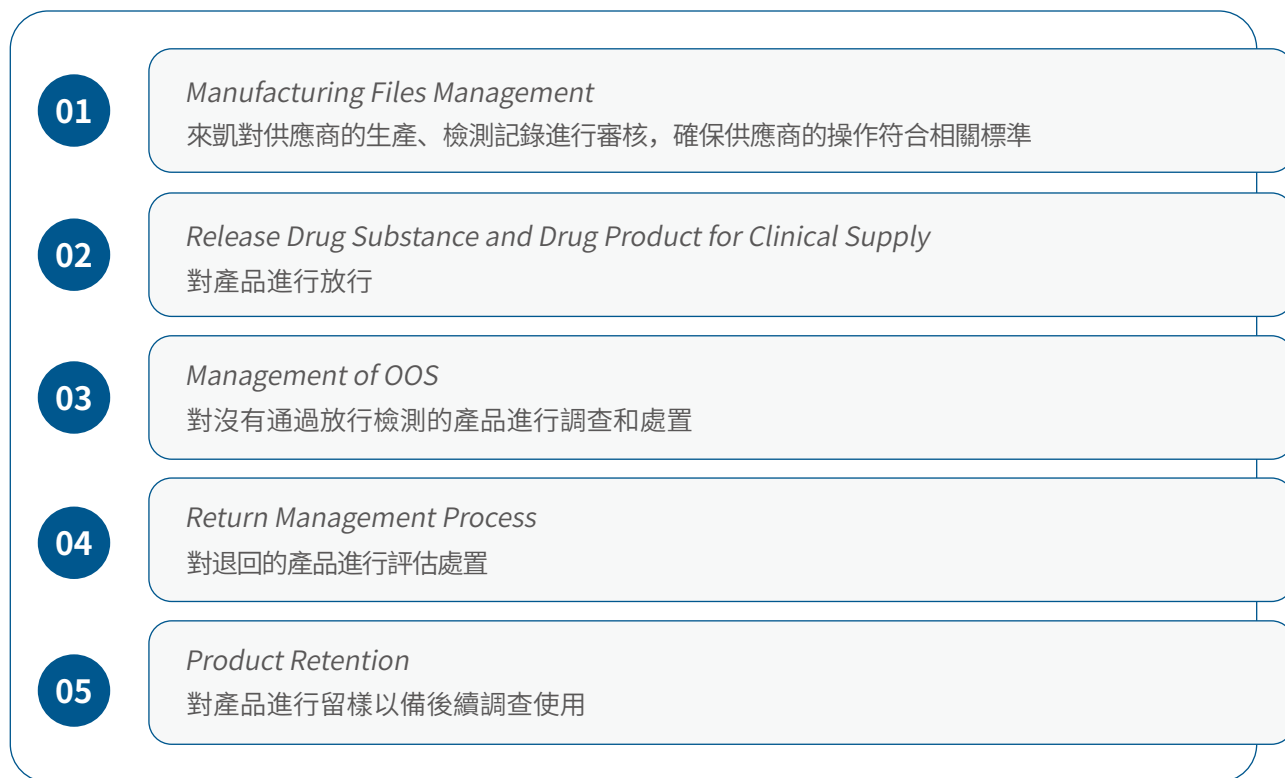 01
Manufacturing Files Management
來凱對供應商的生產、檢測記錄進行審核，確保供應商的操作符合相關標準
02
Release Drug Substance and Drug Product for Clinical Supply
對產品進行放行
03
Management of OOS
對沒有通過放行檢測的產品進行調查和處置
04
Return Management Process
對退回的產品進行評估處置
05
Product Retention
對產品進行留樣以備後續調查使用